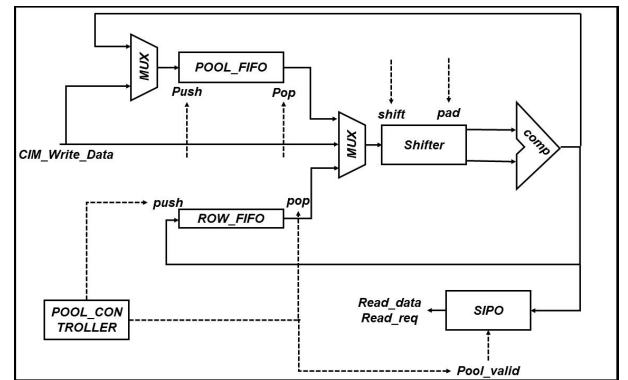 MUX
POOL_FIFO
Push
Pop
CIM_Write_Data
MUX
shift
pad
Shifter
comp
push
pop
ROW_FIFO
POOL_CON
TROLLER
Read_data
Read_req
SIPO
Pool_valid